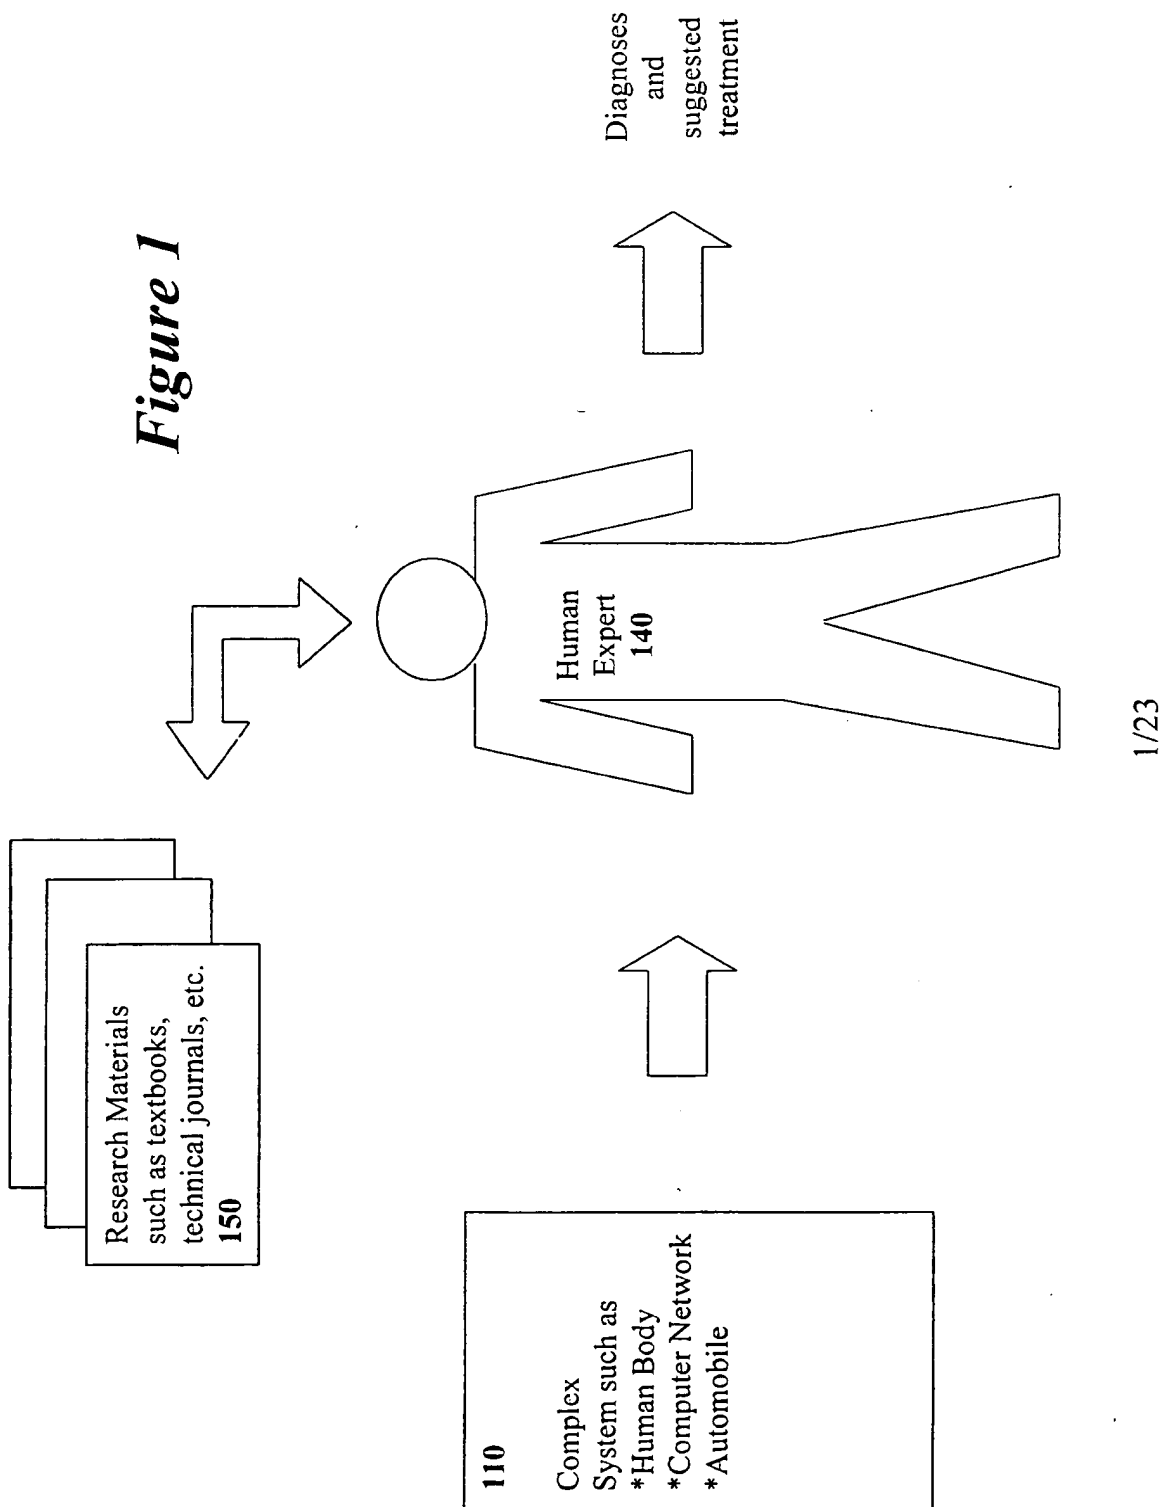 Figure 1
Research Materials
such as textbooks,
technical journals, etc.
150
110
Complex
System such as
*Human Body
*Computer Network
*Automobile
Human
Expert
140
Diagnoses
and
suggested
treatment
1/23